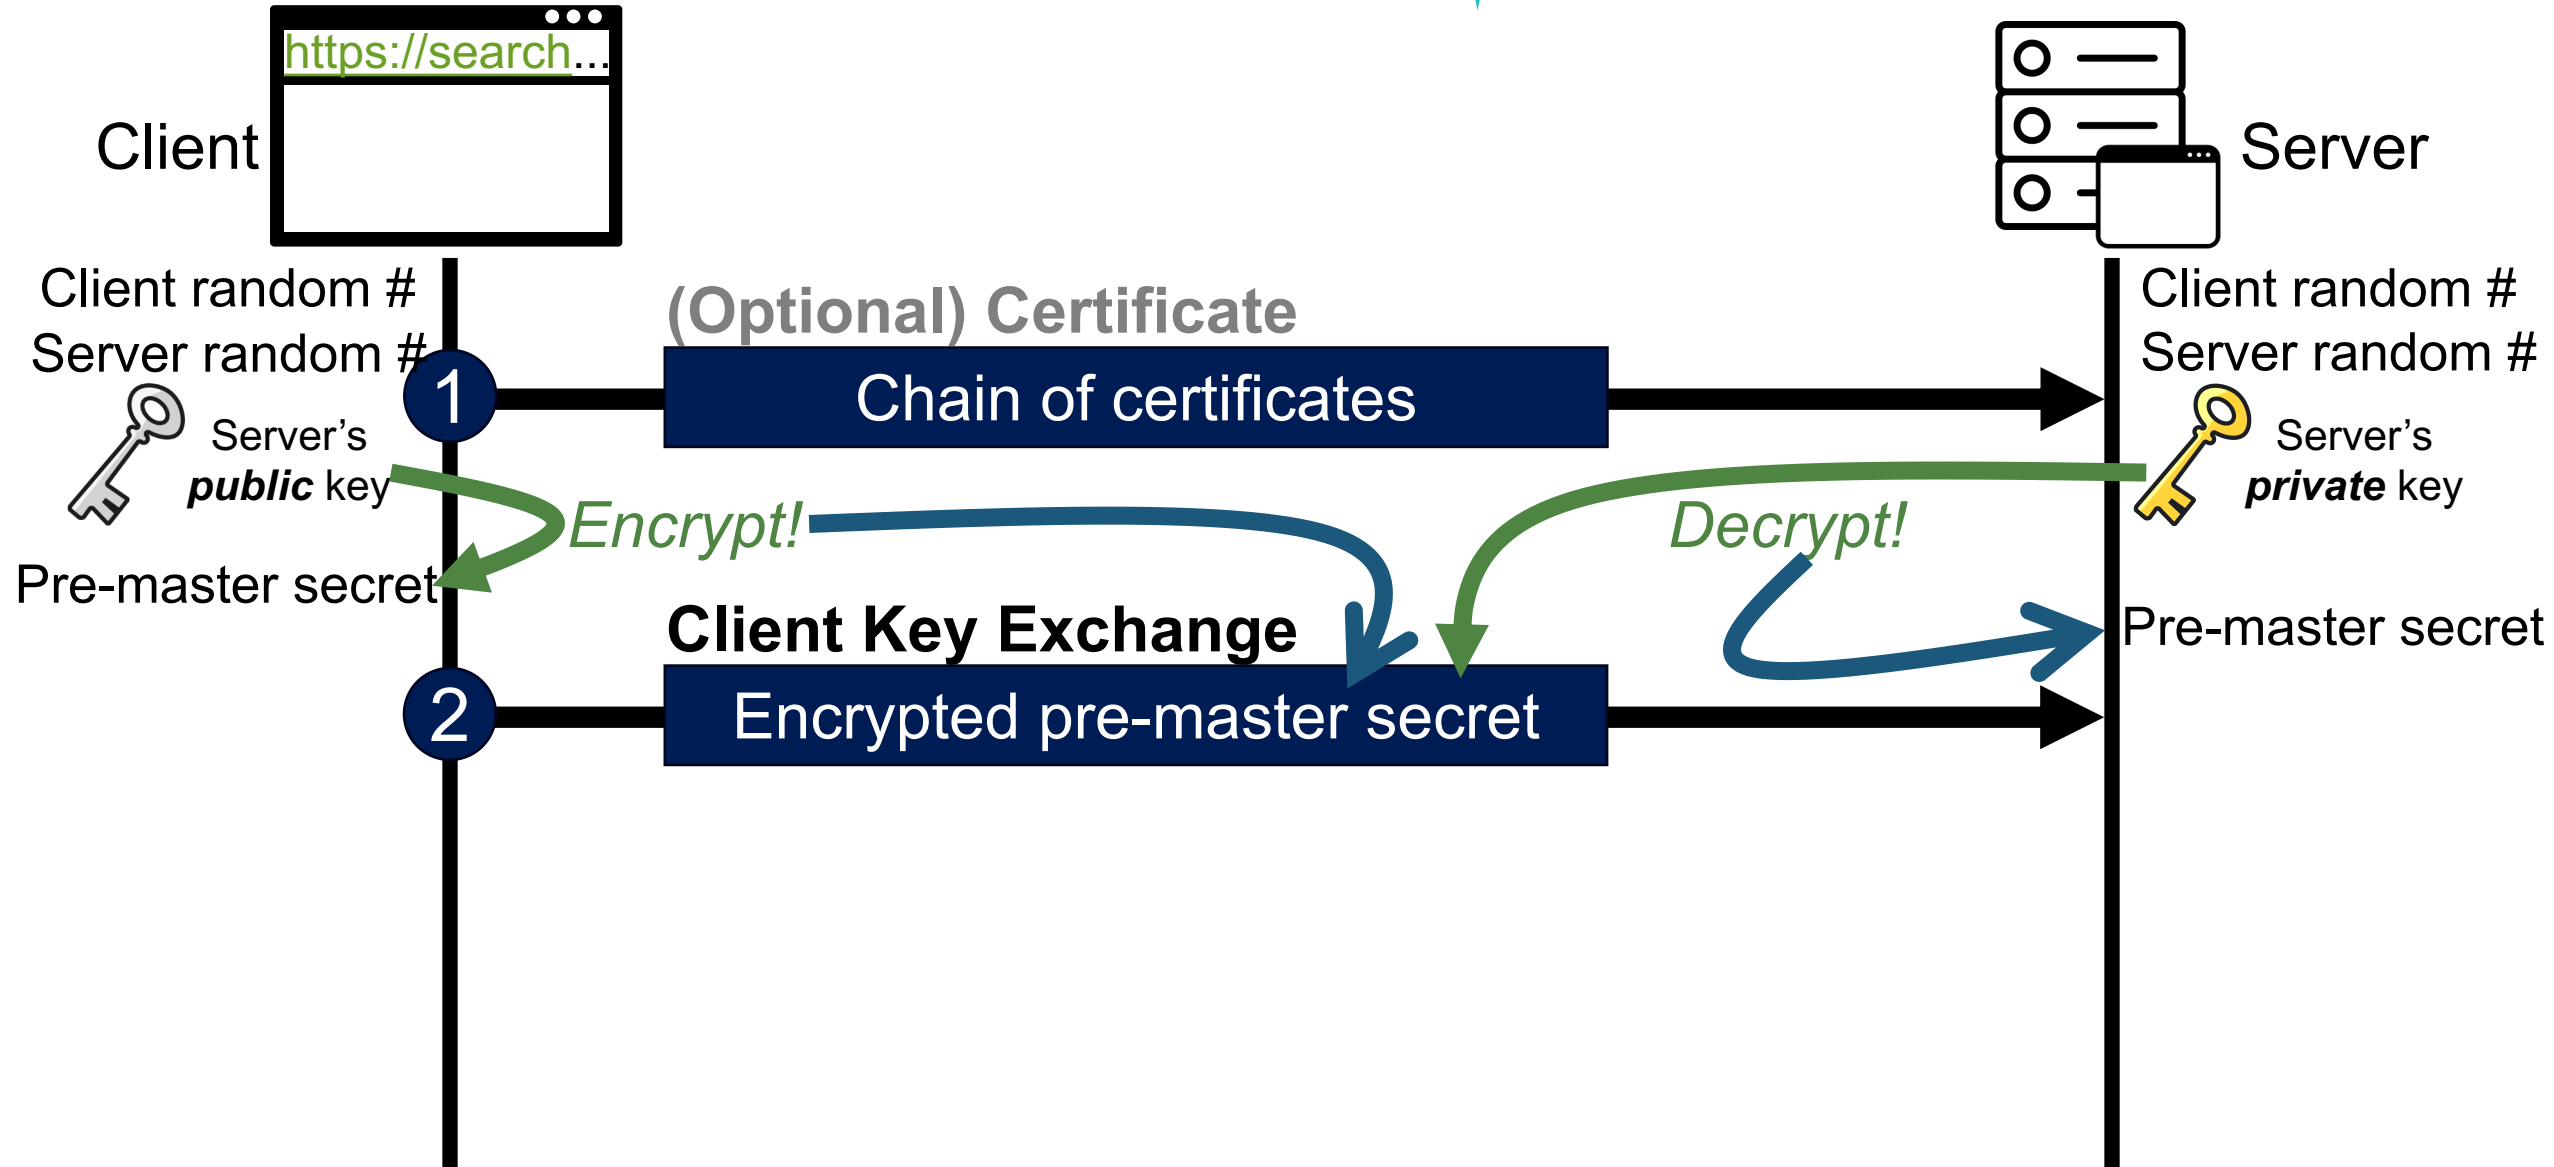 https://search...
Client
Server
Client random #
Server random #
(Optional) Certificate
Client random #
Server random #
1
Chain of certificates
Server’s
public key
Server’s
private key
Encrypt!
Decrypt!
Pre-master secret
Client Key Exchange
Pre-master secret
2
Encrypted pre-master secret